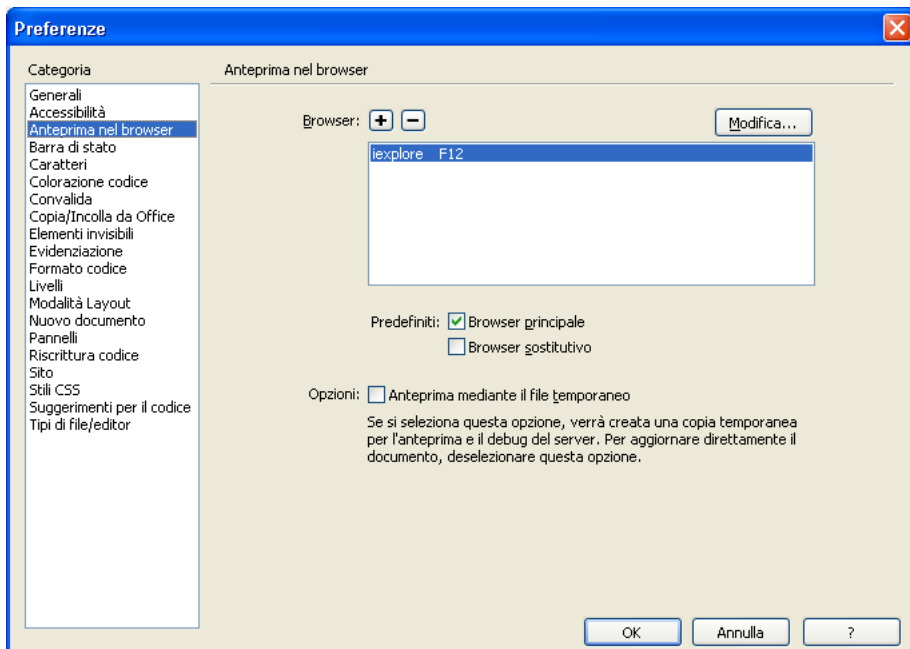 Preferenze
Categoria
Generali
Accessibilità
Anteprima nel browser
Barra di stato
Caratteri
Colorazione codice
Convalida
Copia/Incolla da Office
Elementi invisibili
Evidenziazione
Formato codice
Livelli
Modalità Layout
Nuovo documento
Pannelli
Riscrittura codice
Sito
Stili CSS
Suggerimenti per il codice
Tipi di file/editor
Anteprima nel browser
Browser: + −
Modifica...
iexplore F12
Predefiniti: Browser principale
Browser sostitutivo
Opzioni: Anteprima mediante il file temporaneo
Se si seleziona questa opzione, verrà creata una copia temporanea
per l'anteprima e il debug del server. Per aggiornare direttamente il
documento, deselezionare questa opzione.
OK Annulla ?